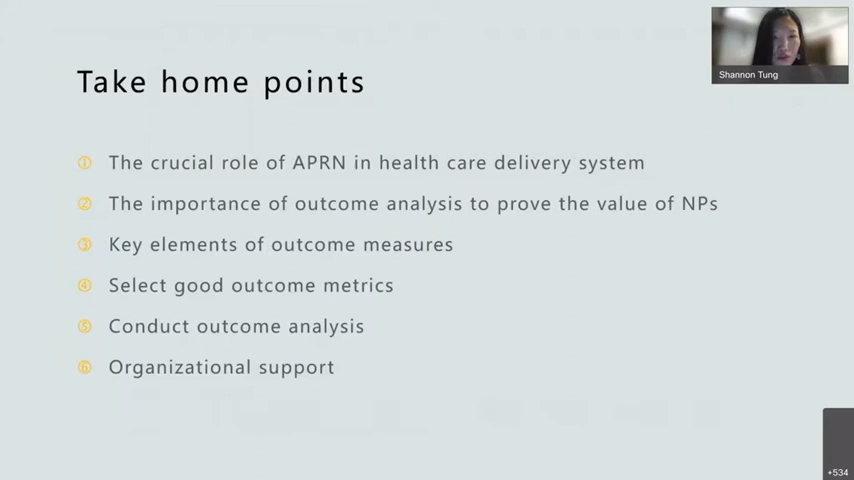 Take home points
Shannon Tung
① The crucial role of APRN in health care delivery system
② The importance of outcome analysis to prove the value of NPs
③ Key elements of outcome measures
④ Select good outcome metrics
⑤ Conduct outcome analysis
⑥ Organizational support
+534